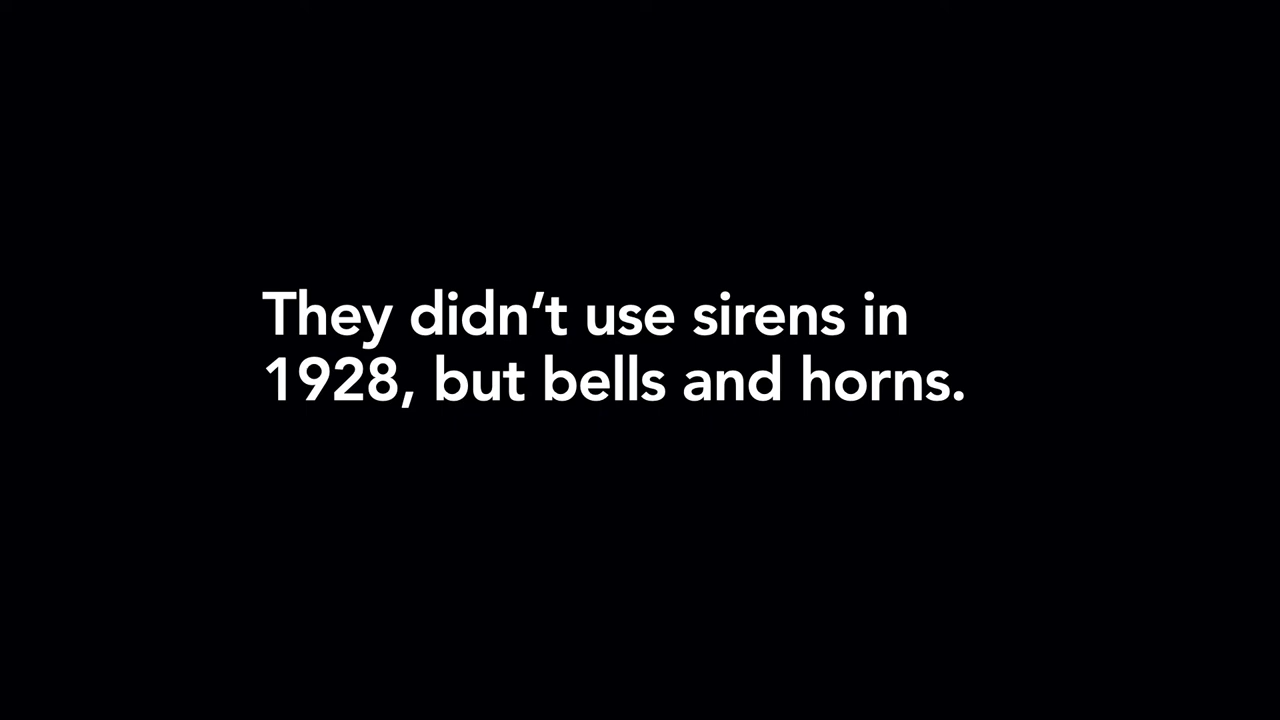 They didn’t use sirens in
1928, but bells and horns.